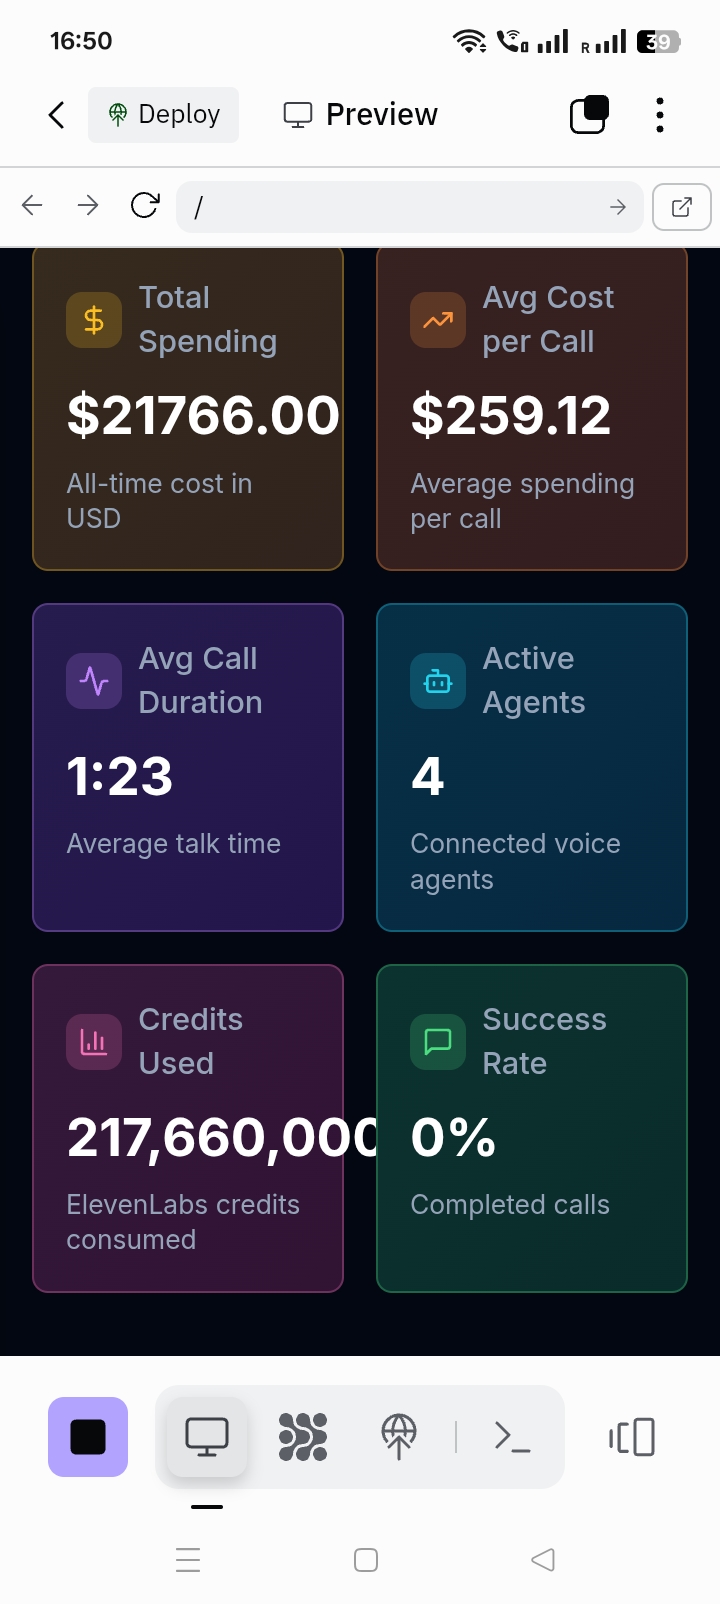 16:50
R
39
Deploy
Preview
/
Total
Spending
$21766.00
All-time cost in
USD
Avg Cost
per Call
$259.12
Average spending
per call
Avg Call
Duration
1:23
Average talk time
Active
Agents
4
Connected voice
agents
Credits
Used
217,660,000
ElevenLabs credits
consumed
Success
Rate
0%
Completed calls